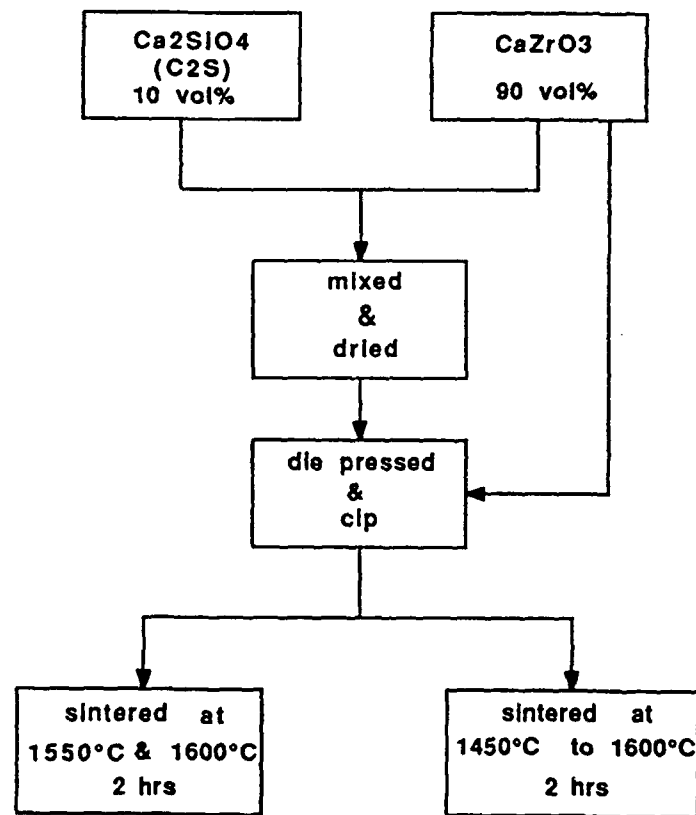 Ca2SiO4
(C2S)
10 vol%
CaZrO3
90 vol%
mixed
&
dried
die pressed
&
cip
sintered at
1550°C & 1600°C
2 hrs
sintered at
1450°C to 1600°C
2 hrs